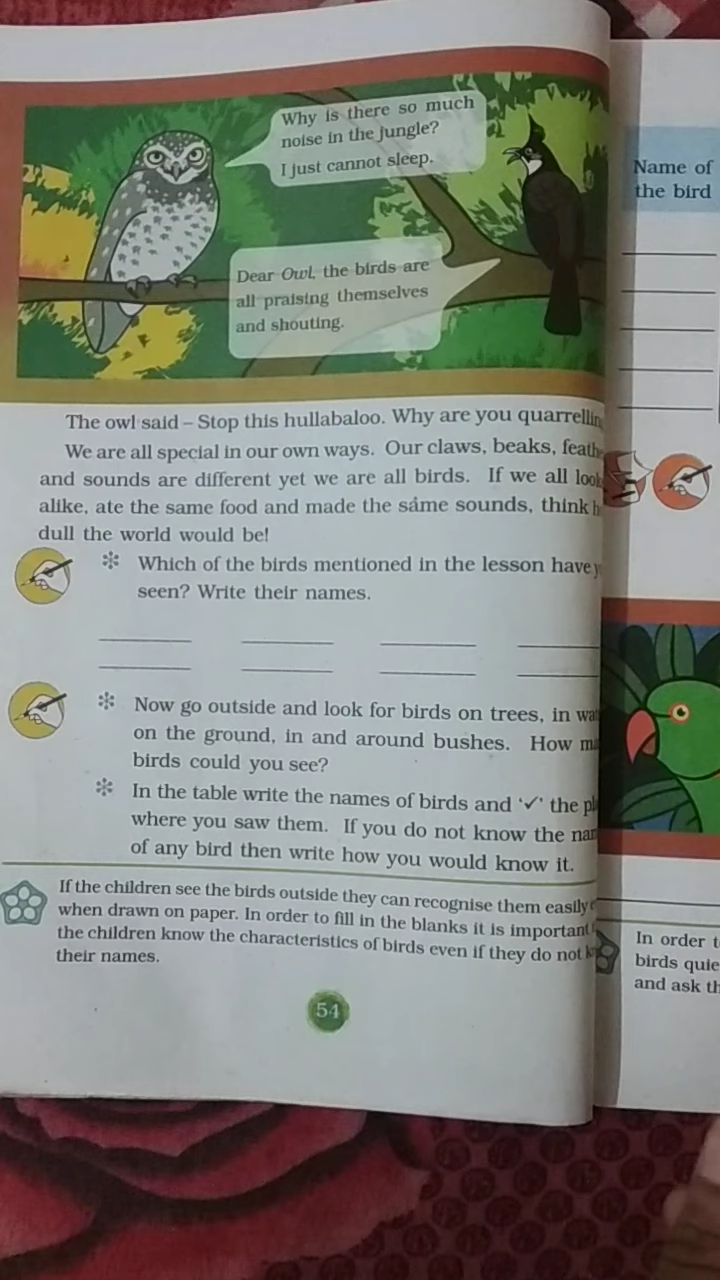 Why is there so much
noise in the jungle?
I just cannot sleep.
Dear Owl, the birds are
all praising themselves
and shouting.
The owl said – Stop this hullabaloo. Why are you
We are all special in our own ways. Our claws, beaks,
and sounds are different yet we are all birds. If we all
alike, ate the same food and made the same sounds, think
dull the world would be!
✻ Which of the birds mentioned in the lesson have
seen? Write their names.
✻ Now go outside and look for birds on trees, in
on the ground, in and around bushes. How
birds could you see?
✻ In the table write the names of birds and ‘✓’ the
where you saw them. If you do not know the
of any bird then write how you would know it.
If the children see the birds outside they can recognise them easily
when drawn on paper. In order to fill in the blanks it is important
the children know the characteristics of birds even if they do not
their names.
54
Name of
the bird
In order
birds
and ask